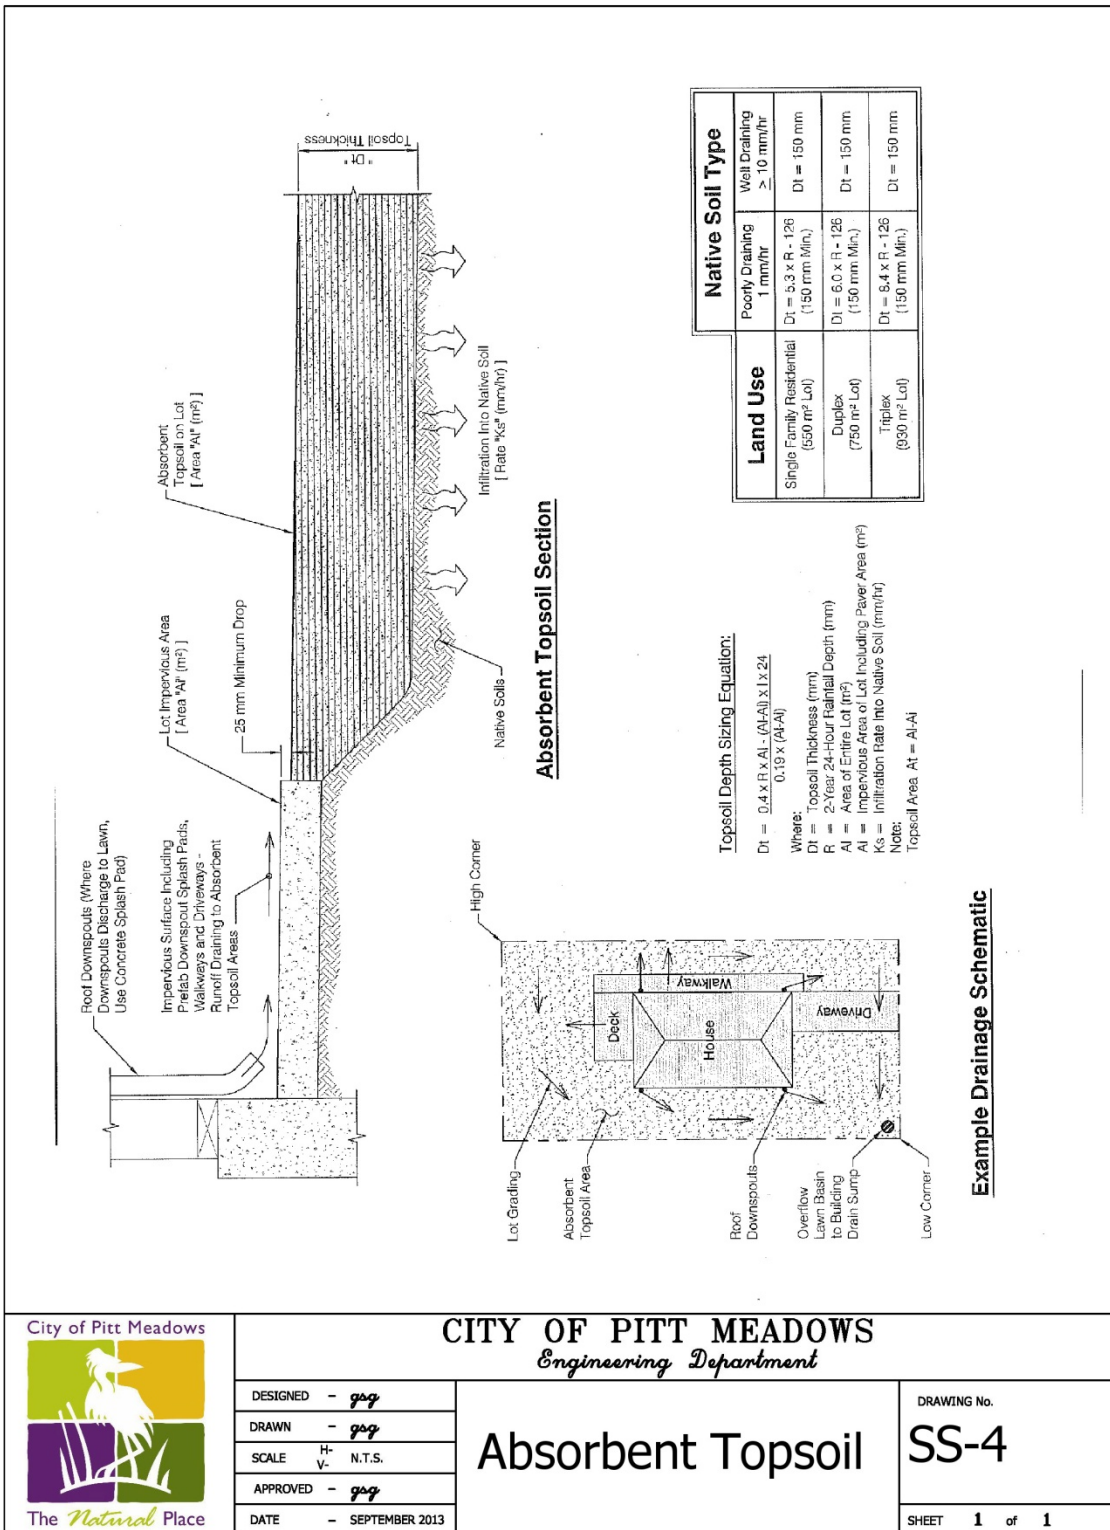 Roof Downspouts (Where
Downspouts Discharge to Lawn,
Use Concrete Splash Pad)
Impervious Surface Including
Prefab Downspout Splash Pads,
Walkways and Driveways -
Runoff Draining to Absorbent
Topsoil Areas
Lot Impervious Area
[ Area "Ai" (m²) ]
25 mm Minimum Drop
Absorbent
Topsoil on Lot
[ Area "Al" (m²) ]
" Dt "
Topsoil Thickness
Native Soils
Infiltration Into Native Soil
[ Rate "Ks" (mm/hr) ]
Absorbent Topsoil Section
Lot Grading
Absorbent
Topsoil Area
Roof
Downspouts
Overflow
Lawn Basin
to Building
Drain Sump
Low Corner
High Corner
Deck
House
Walkway
Driveway
Example Drainage Schematic
Topsoil Depth Sizing Equation:
Dt = 0.4 x R x Al - (Al-Ai) x I x 24
0.19 x (Al-Ai)
Where:
Dt = Topsoil Thickness (mm)
R = 2-Year 24-Hour Rainfall Depth (mm)
Al = Area of Entire Lot (m²)
Ai = Impervious Area of Lot Including Paver Area (m²)
Ks = Infiltration Rate Into Native Soil (mm/hr)
Note:
Topsoil Area At = Al-Ai
Native Soil Type
Land Use
Poorly Draining
1 mm/hr
Well Draining
≥ 10 mm/hr
Single Family Residential
(550 m² Lot)
Dt = 5.3 x R - 126
(150 mm Min.)
Dt = 150 mm
Duplex
(750 m² Lot)
Dt = 6.0 x R - 126
(150 mm Min.)
Dt = 150 mm
Triplex
(930 m² Lot)
Dt = 8.4 x R - 126
(150 mm Min.)
Dt = 150 mm
City of Pitt Meadows
The Natural Place
CITY OF PITT MEADOWS
Engineering Department
DESIGNED - gsg
DRAWN - gsg
SCALE H- V- N.T.S.
APPROVED - gsg
DATE - SEPTEMBER 2013
Absorbent Topsoil
DRAWING No.
SS-4
SHEET 1 of 1